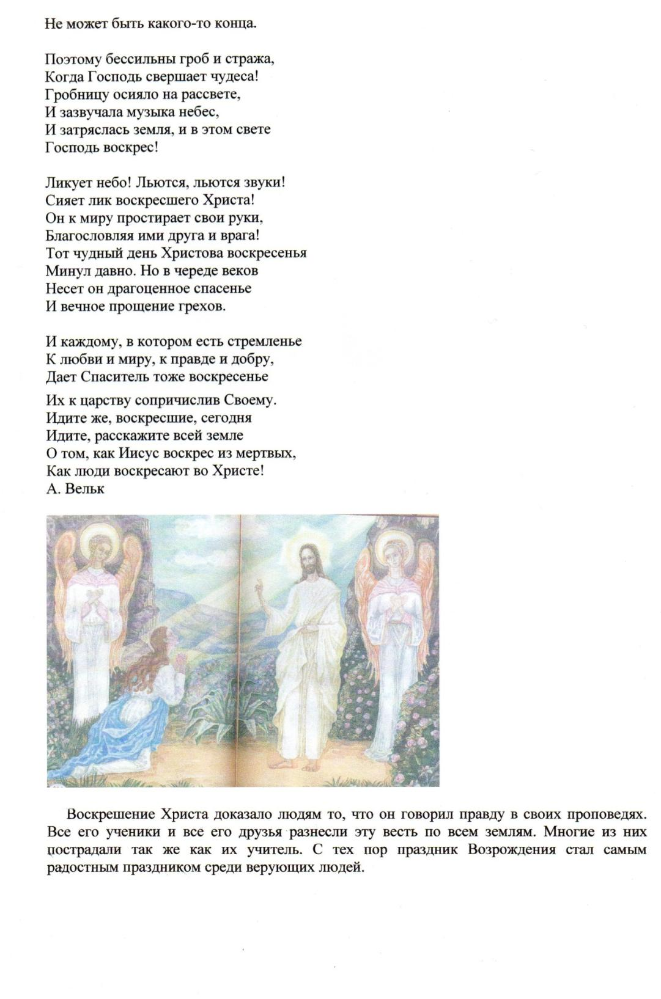 Не может быть какого-то конца.
Поэтому бессильны гроб и стража,
Когда Господь свершает чудеса!
Гробницу осияло на рассвете,
И зазвучала музыка небес,
И затряслась земля, и в этом свете
Господь воскрес!
Ликует небо! Льются, льются звуки!
Сияет лик воскресшего Христа!
Он к миру простирает свои руки,
Благословляя ими друга и врага!
Тот чудный день Христова воскресенья
Минул давно. Но в череде веков
Несет он драгоценное спасенье
И вечное прощение грехов.
И каждому, в котором есть стремленье
К любви и миру, к правде и добру,
Дает Спаситель тоже воскресенье
Их к царству сопричислив Своему.
Идите же, воскресшие, сегодня
Идите, расскажите всей земле
О том, как Иисус воскрес из мертвых,
Как люди воскресают во Христе!
А. Вельк
Воскрешение Христа доказало людям то, что он говорил правду в своих проповедях.
Все его ученики и все его друзья разнесли эту весть по всем землям. Многие из них
пострадали так же как их учитель. С тех пор праздник Возрождения стал самым
радостным праздником среди верующих людей.